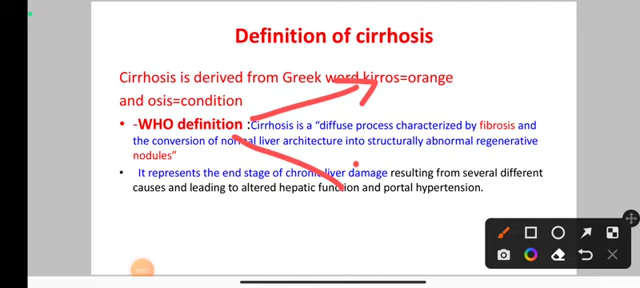 Definition of cirrhosis
Cirrhosis is derived from Greek word kirros=orange
and osis=condition
• -WHO definition :Cirrhosis is a “diffuse process characterized by fibrosis and
the conversion of normal liver architecture into structurally abnormal regenerative
nodules”
• It represents the end stage of chronic liver damage resulting from several different
causes and leading to altered hepatic function and portal hypertension.